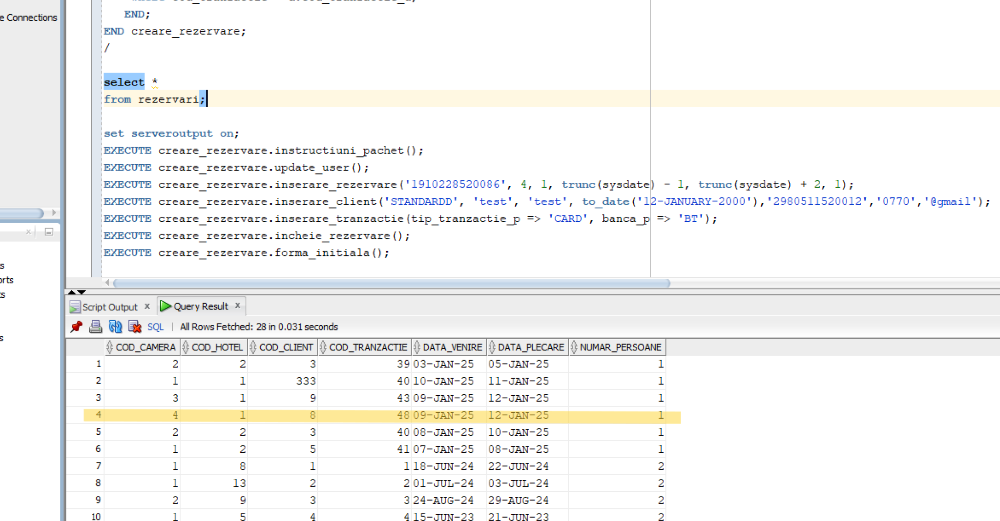 e Connections
END;
END creare_rezervare;
/
select *
from rezervari;
set serveroutput on;
EXECUTE creare_rezervare.instructiuni_pachet();
EXECUTE creare_rezervare.update_user();
EXECUTE creare_rezervare.inserare_rezervare('1910228520086', 4, 1, trunc(sysdate) - 1, trunc(sysdate) + 2, 1);
EXECUTE creare_rezervare.inserare_client('STANDARDD', 'test', 'test', to_date('12-JANUARY-2000'),'2980511520012','0770','@gmail');
EXECUTE creare_rezervare.inserare_tranzactie(tip_tranzactie_p => 'CARD', banca_p => 'BT');
EXECUTE creare_rezervare.incheie_rezervare();
EXECUTE creare_rezervare.forma_initiala();
Script Output x Query Result x
SQL | All Rows Fetched: 28 in 0.031 seconds
COD_CAMERA COD_HOTEL COD_CLIENT COD_TRANZACTIE DATA_VENIRE DATA_PLECARE NUMAR_PERSOANE
1 2 2 3 39 03-JAN-25 05-JAN-25 1
2 1 1 333 40 10-JAN-25 11-JAN-25 1
3 3 1 9 43 09-JAN-25 12-JAN-25 1
4 4 1 8 48 09-JAN-25 12-JAN-25 1
5 2 2 3 40 08-JAN-25 10-JAN-25 1
6 1 2 5 41 07-JAN-25 08-JAN-25 1
7 1 8 1 1 18-JUN-24 22-JUN-24 2
8 1 13 2 2 01-JUL-24 03-JUL-24 2
9 2 9 3 3 24-AUG-24 29-AUG-24 2
10 1 5 4 4 15-JUN-23 21-JUN-23 2